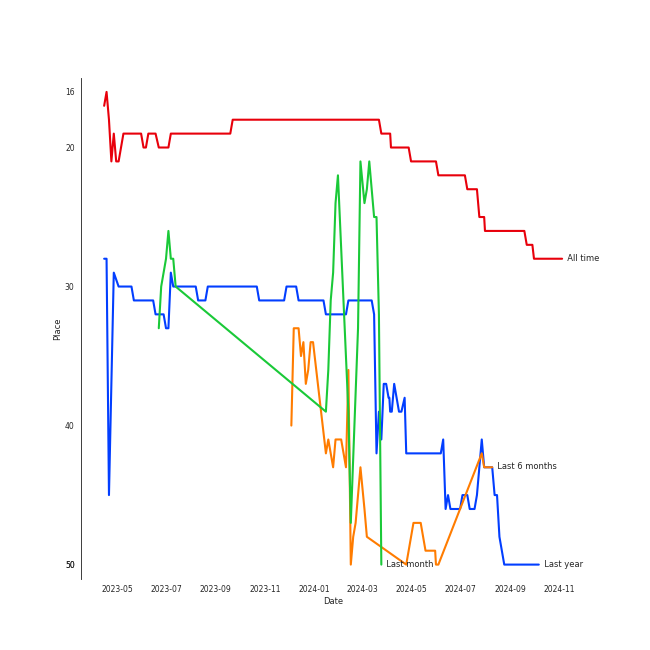 16
20
30
40
50
Place
All time
Last 6 months
Last month
Last year
2023-05
2023-07
2023-09
2023-11
2024-01
2024-03
2024-05
2024-07
2024-09
2024-11
Date